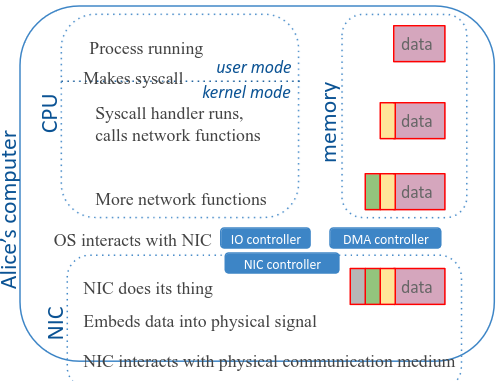 Process running
data
user mode
Makes syscall
kernel mode
CPU
Syscall handler runs,
calls network functions
data
memory
Alice's computer
More network functions
data
OS interacts with NIC
IO controller
DMA controller
NIC controller
NIC does its thing
data
NIC
Embeds data into physical signal
NIC interacts with physical communication medium